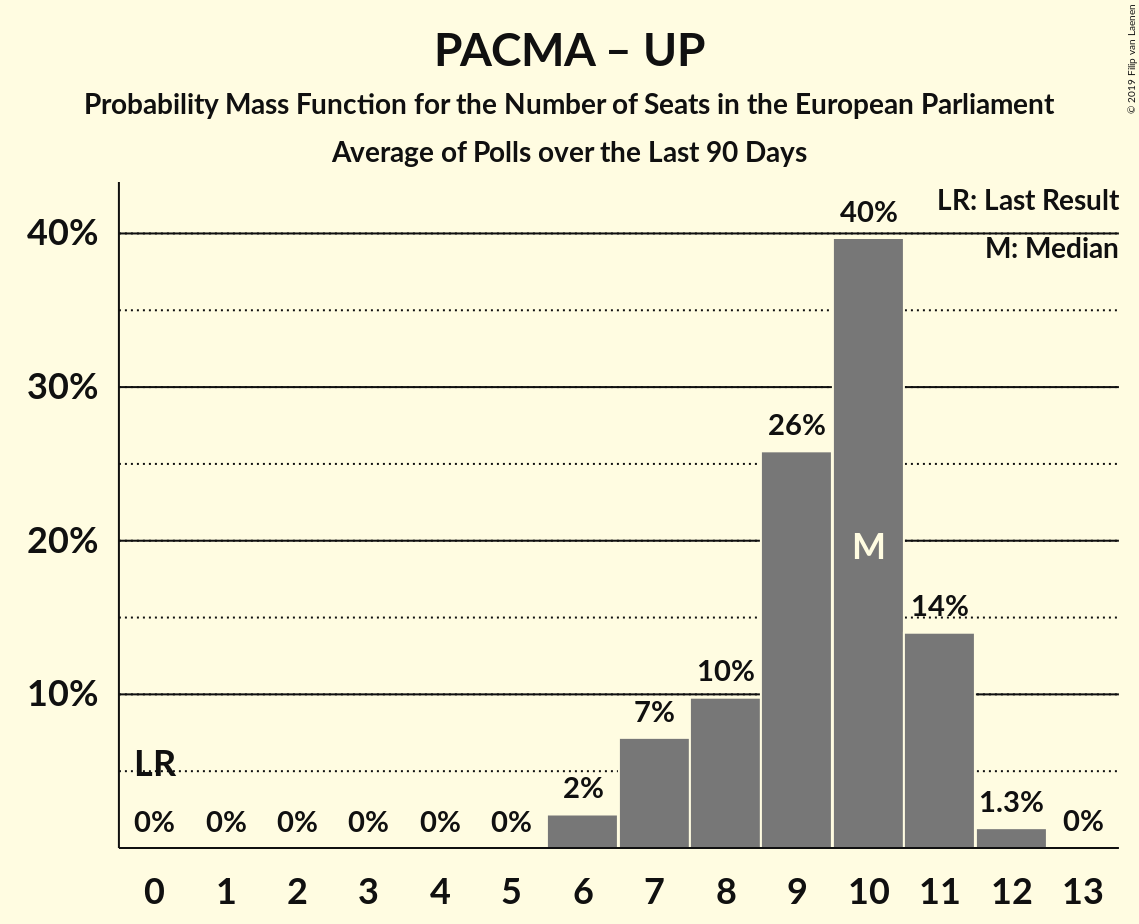 PACMA – UP
Probability Mass Function for the Number of Seats in the European Parliament
Average of Polls over the Last 90 Days
© 2019 Filip van Laenen
LR: Last Result
M: Median
40%
30%
20%
10%
LR
0% 0% 0% 0% 0% 0% 2% 7% 10% 26% 40% 14% 1.3% 0%
M
0 1 2 3 4 5 6 7 8 9 10 11 12 13